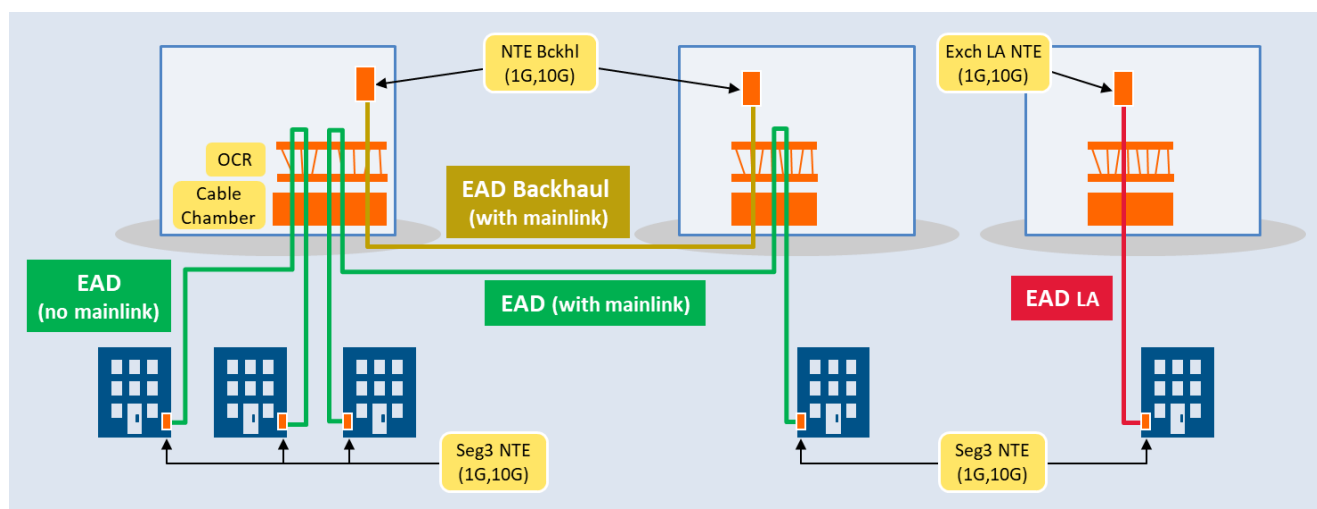 NTE Bckhl
(1G,10G)
Exch LA NTE
(1G,10G)
OCR
Cable
Chamber
EAD Backhaul
(with mainlink)
EAD
(no mainlink)
EAD (with mainlink)
EAD LA
Seg3 NTE
(1G,10G)
Seg3 NTE
(1G,10G)